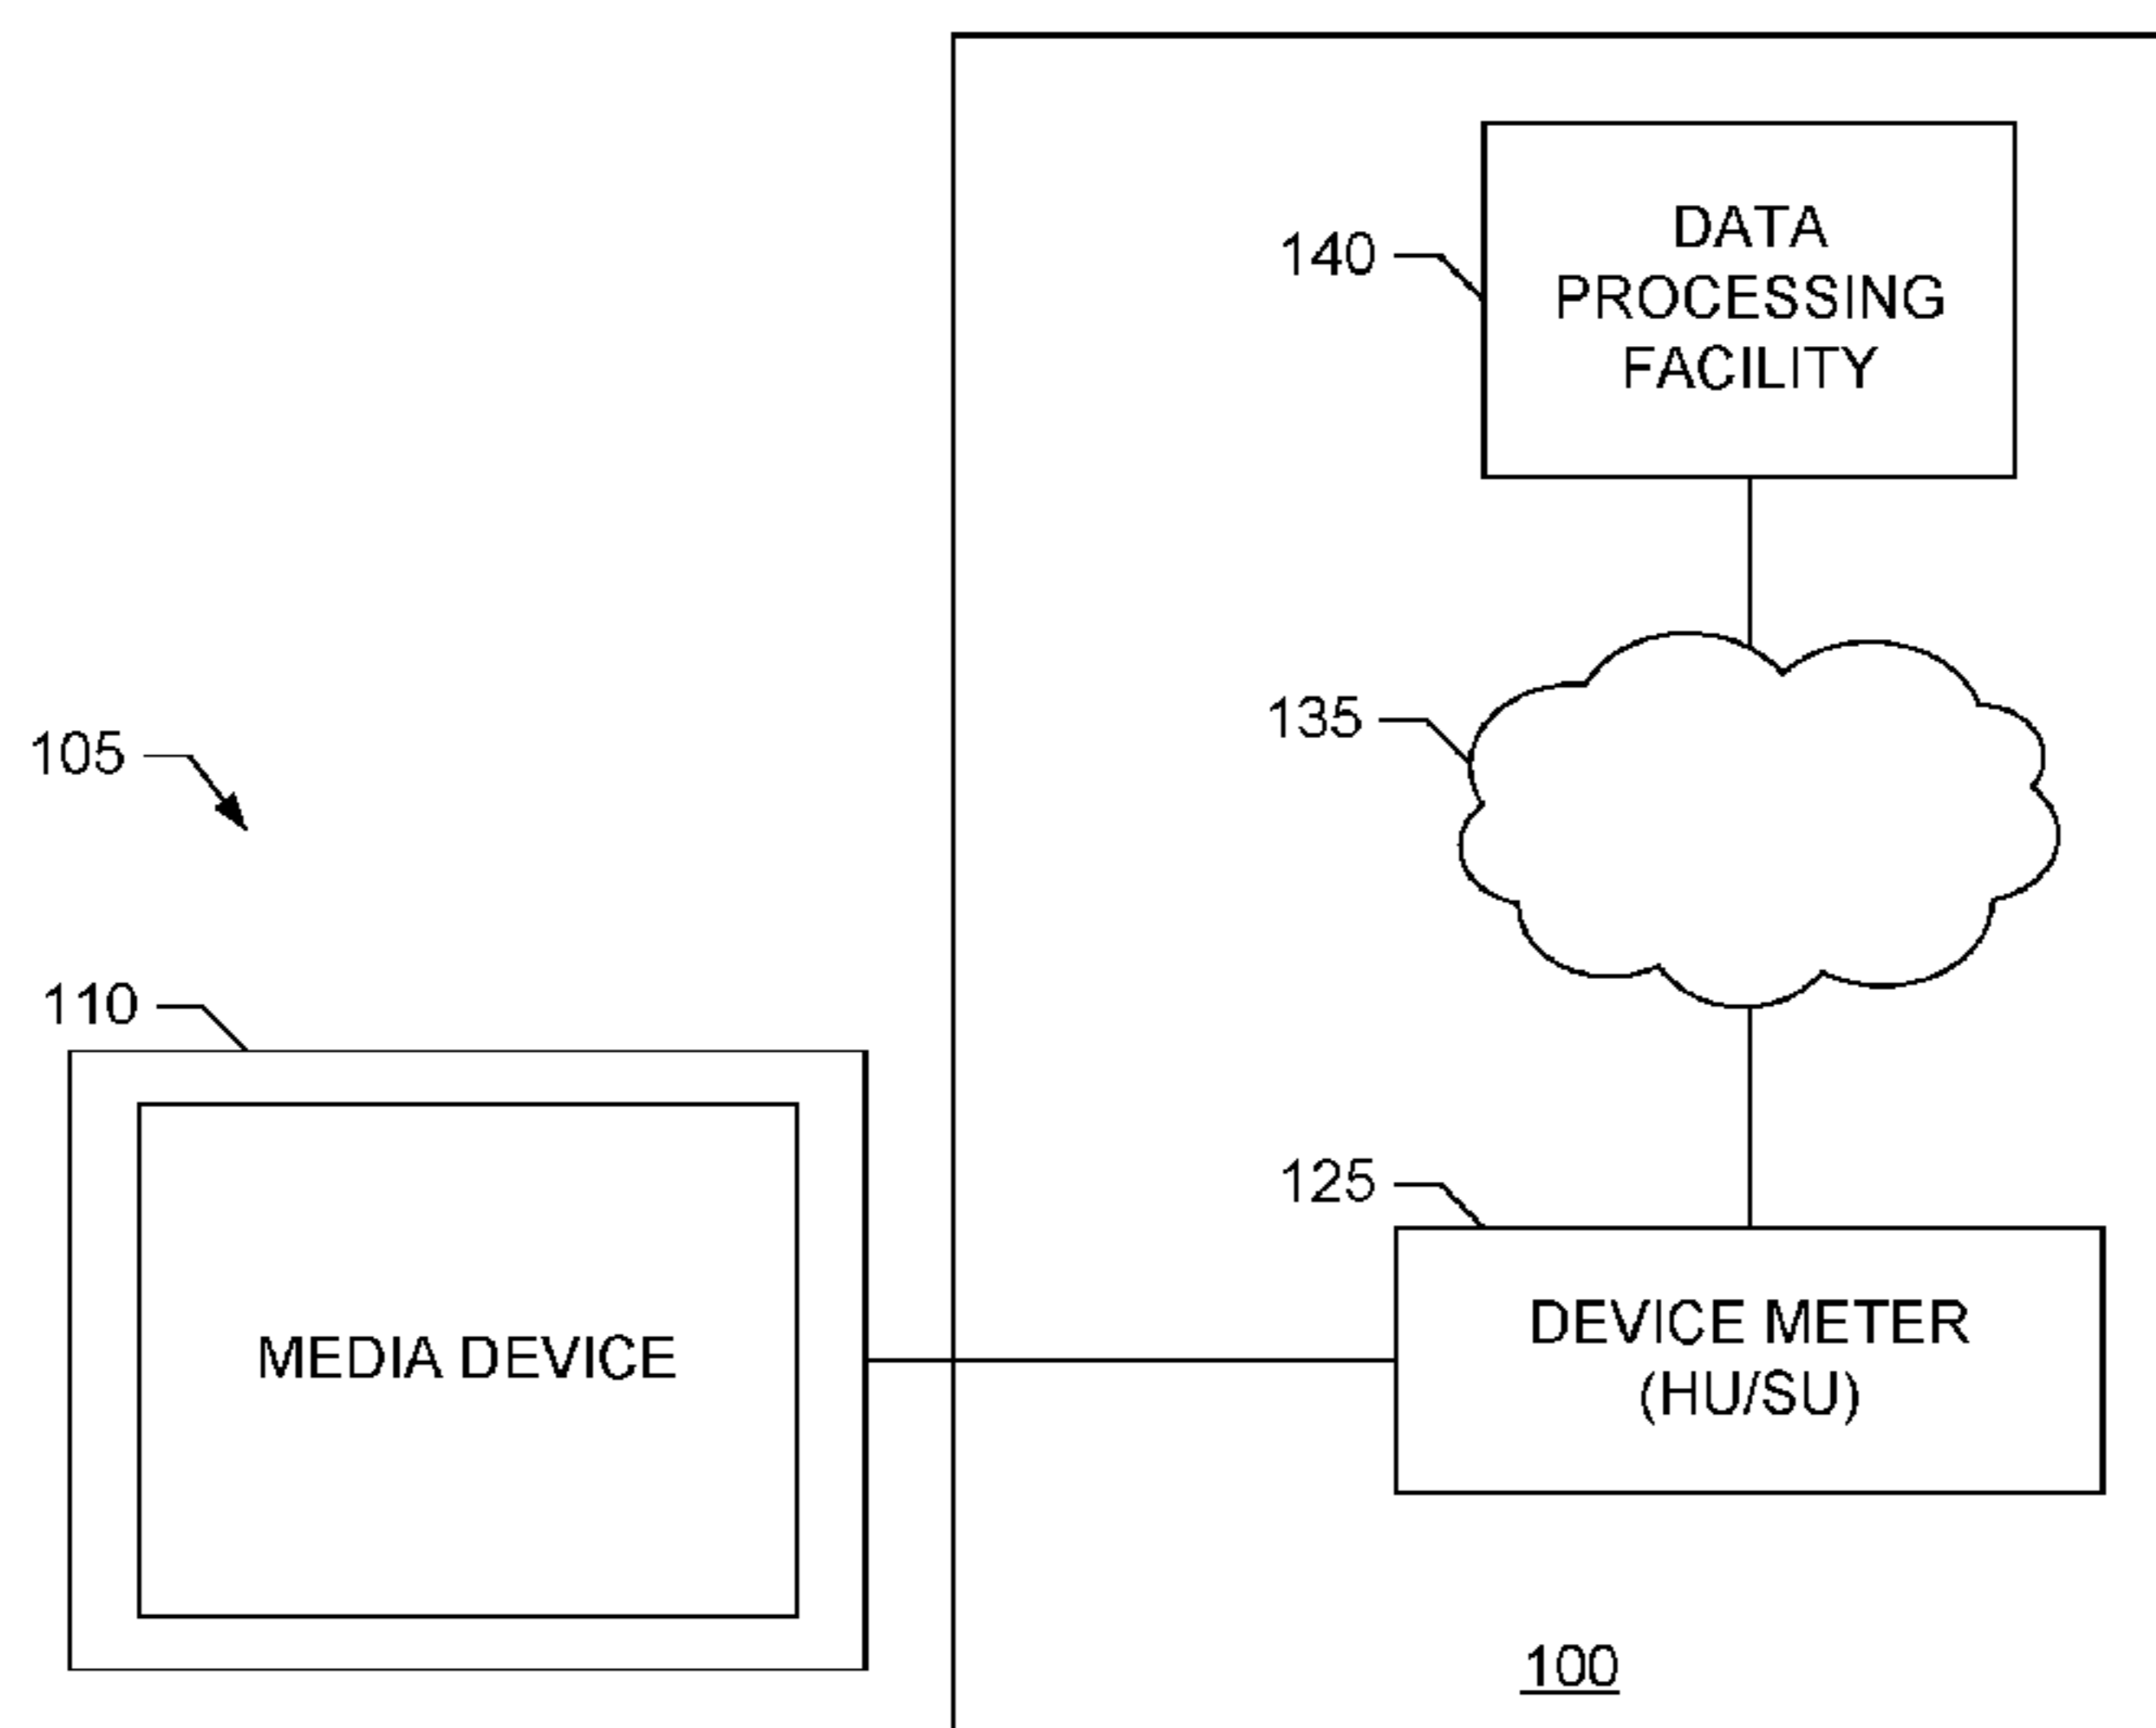 140
DATA
PROCESSING
FACILITY
135
105
110
MEDIA DEVICE
125
DEVICE METER
(HU/SU)
100